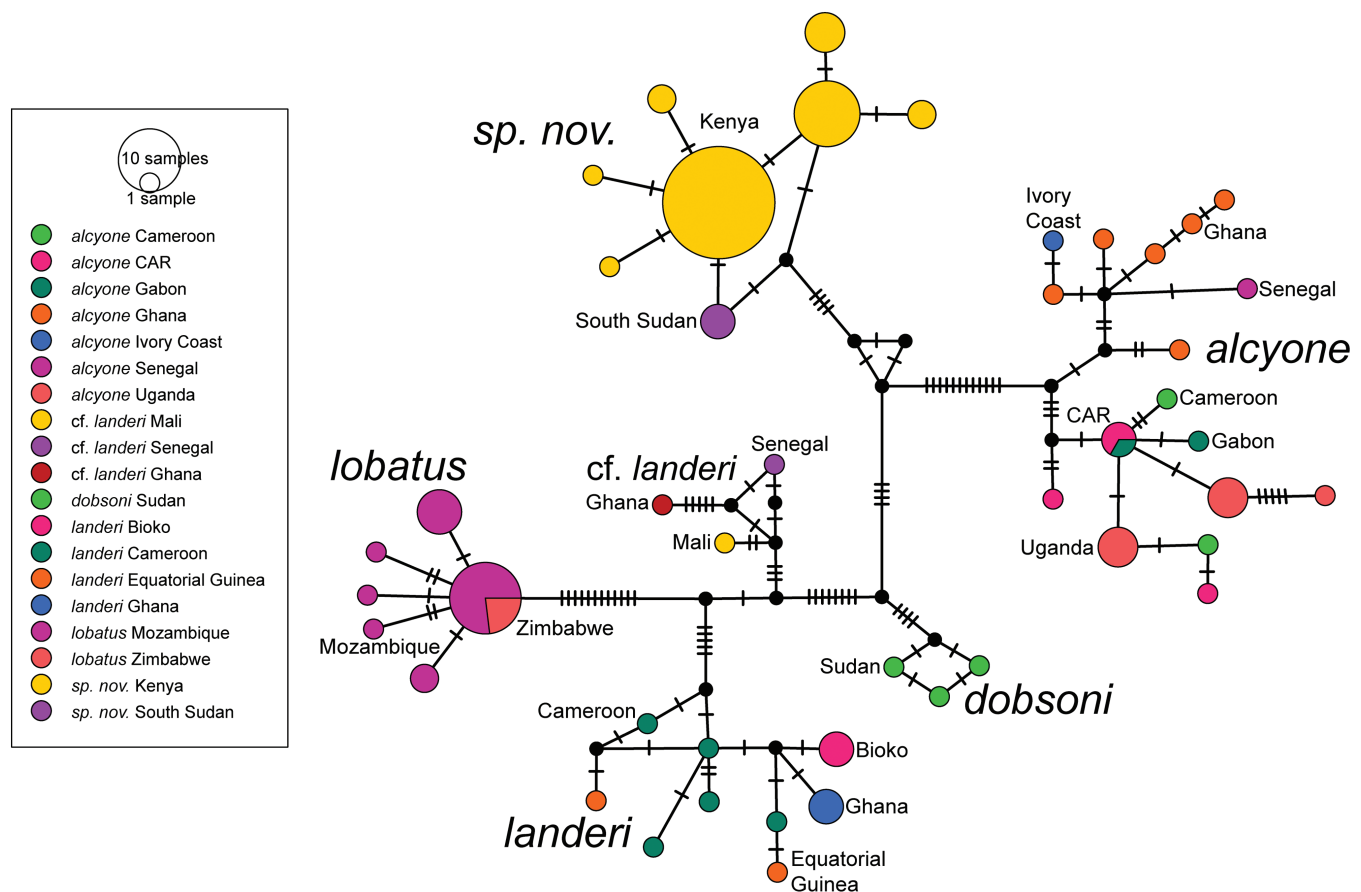 10 samples
1 sample
alcyone Cameroon
alcyone CAR
alcyone Gabon
alcyone Ghana
alcyone Ivory Coast
alcyone Senegal
alcyone Uganda
cf. landeri Mali
cf. landeri Senegal
cf. landeri Ghana
dobsoni Sudan
landeri Bioko
landeri Cameroon
landeri Equatorial Guinea
landeri Ghana
lobatus Mozambique
lobatus Zimbabwe
sp. nov. Kenya
sp. nov. South Sudan
sp. nov.
Kenya
South Sudan
Ivory
Coast
Ghana
Senegal
alcyone
CAR
Cameroon
Gabon
Uganda
lobatus
Mozambique
Zimbabwe
cf. landeri
Senegal
Ghana
Mali
Sudan
dobsoni
Cameroon
Bioko
Ghana
landeri
Equatorial
Guinea